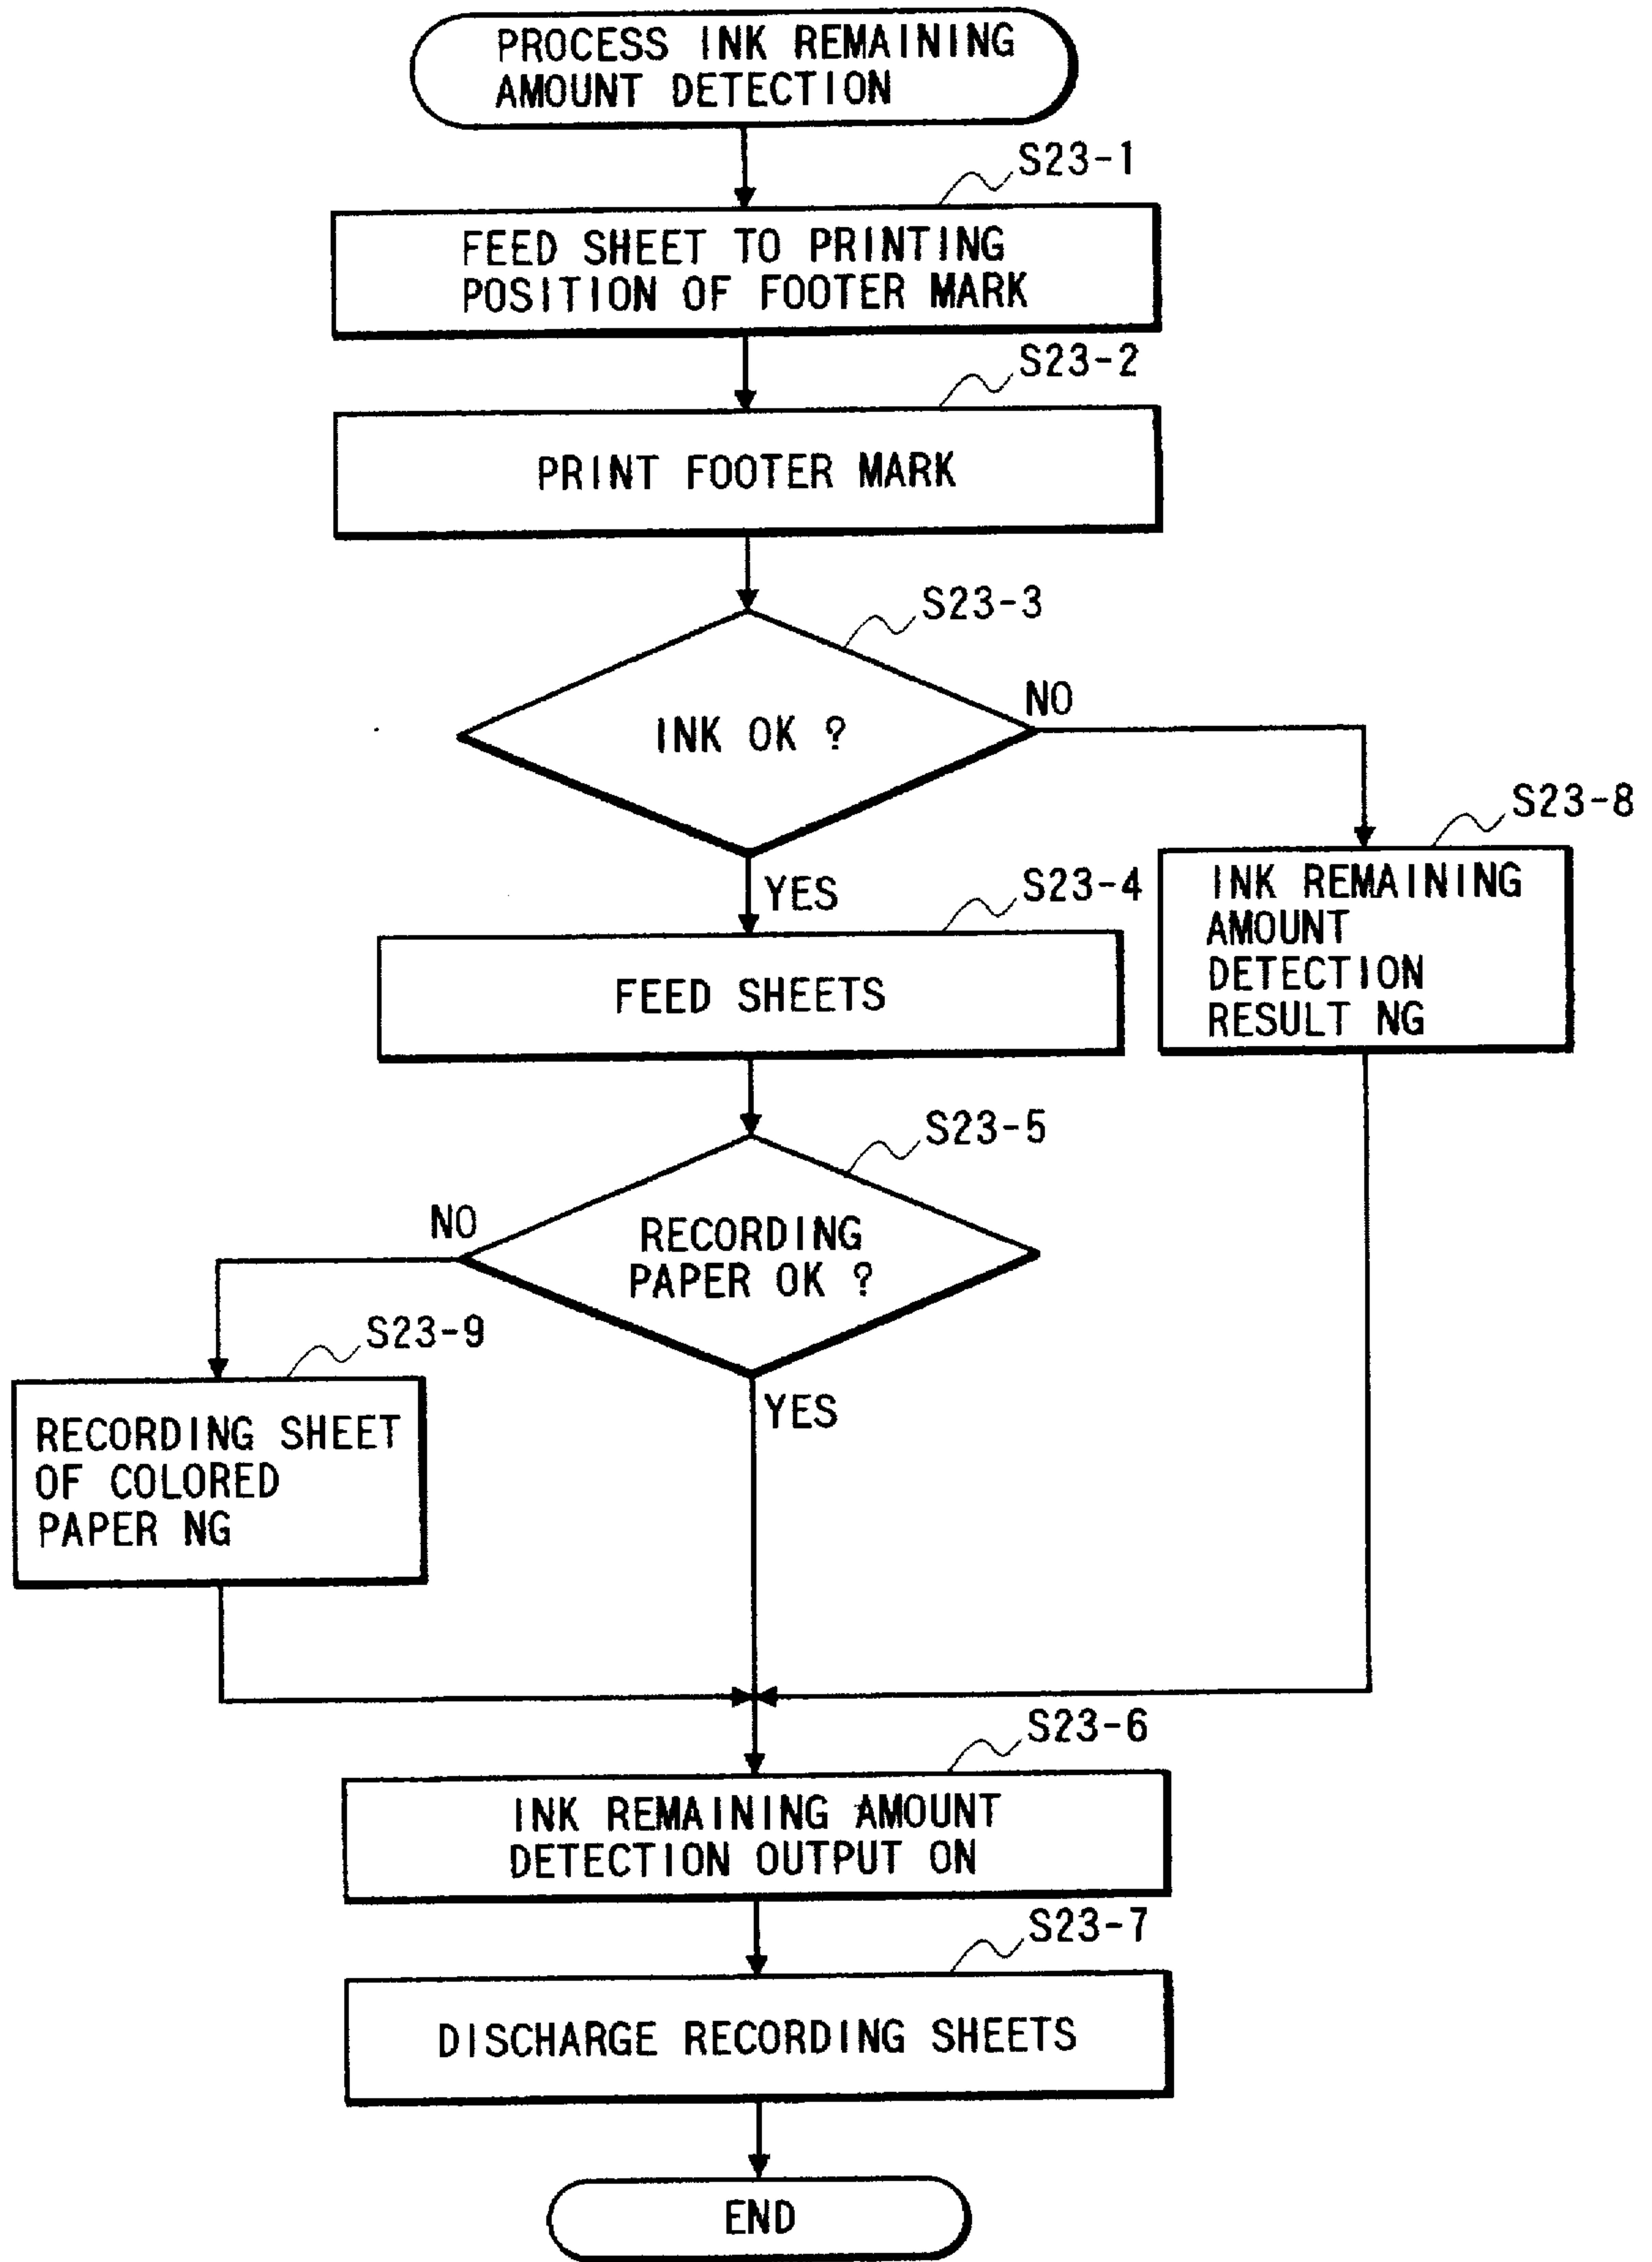 PROCESS INK REMAINING
AMOUNT DETECTION
S23-1
FEED SHEET TO PRINTING
POSITION OF FOOTER MARK
S23-2
PRINT FOOTER MARK
S23-3
INK OK ?
NO
YES
S23-8
INK REMAINING
AMOUNT
DETECTION
RESULT NG
S23-4
FEED SHEETS
S23-5
RECORDING
PAPER OK ?
NO
YES
S23-9
RECORDING SHEET
OF COLORED
PAPER NG
S23-6
INK REMAINING AMOUNT
DETECTION OUTPUT ON
S23-7
DISCHARGE RECORDING SHEETS
END